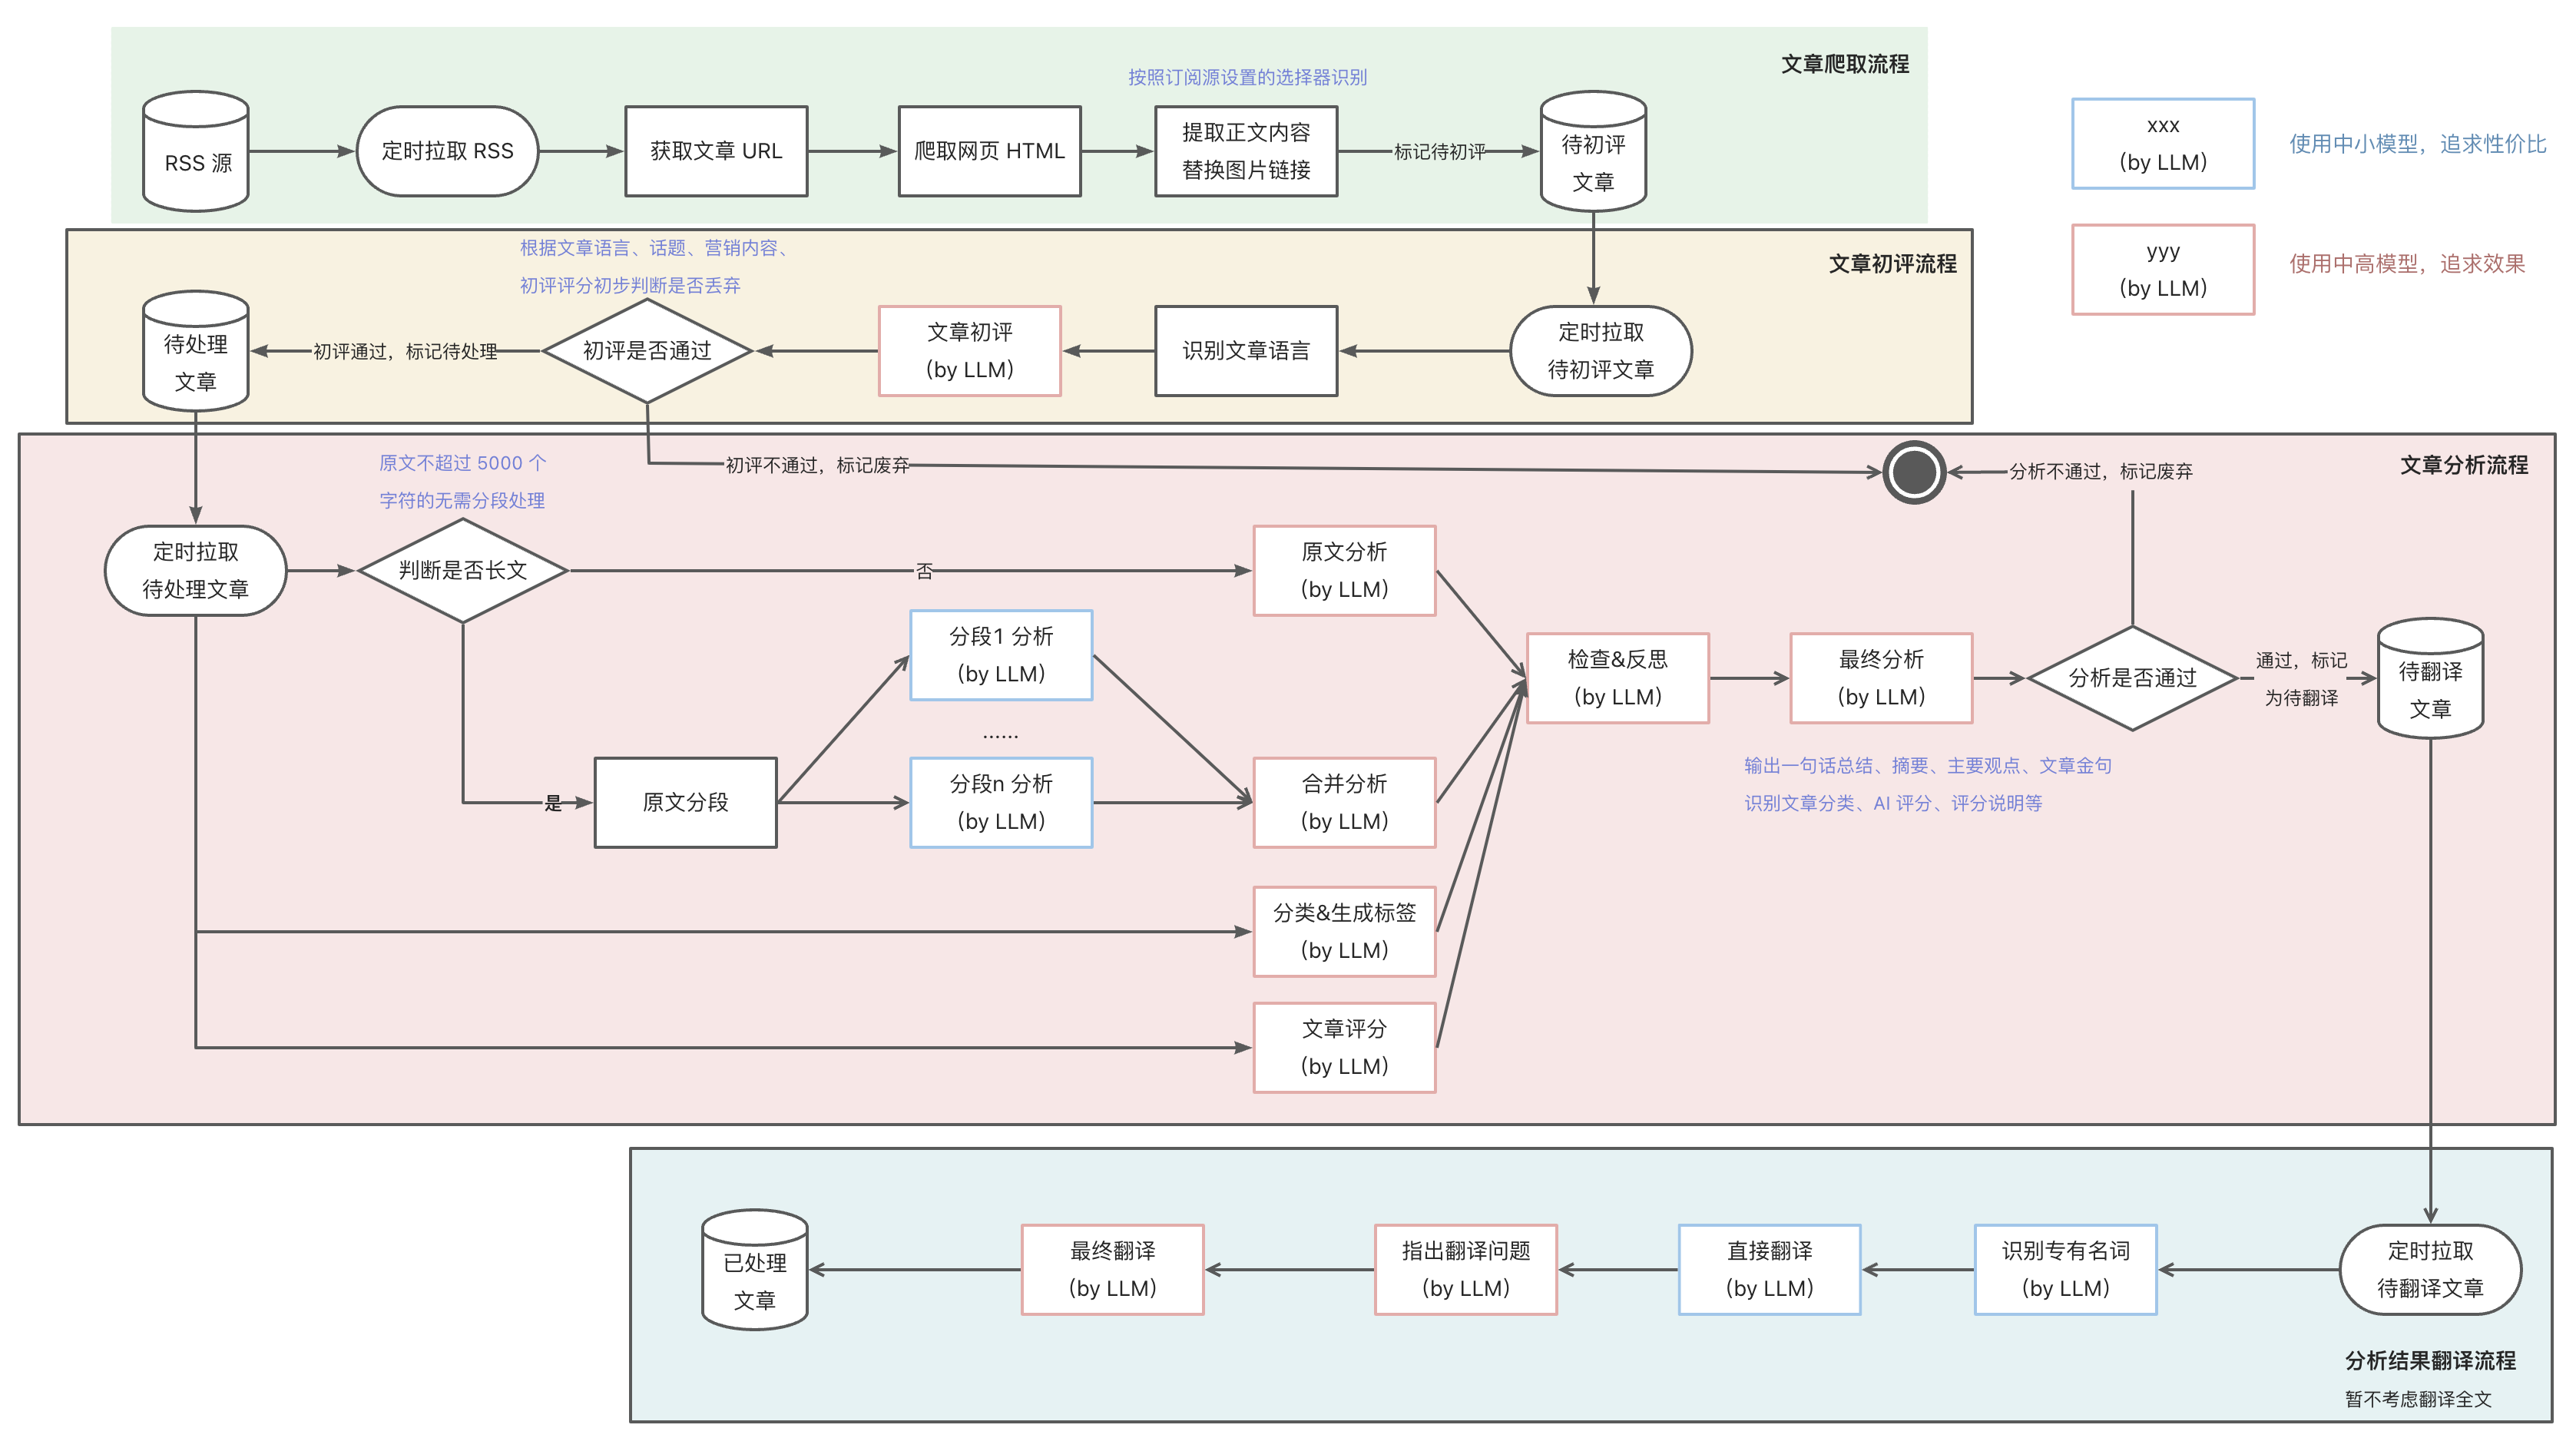 文章爬取流程
按照订阅源设置的选择器识别
RSS 源
定时拉取 RSS
获取文章 URL
爬取网页 HTML
提取正文内容
替换图片链接
标记待初评
待初评
文章
xxx
(by LLM)
使用中小模型，追求性价比
yyy
(by LLM)
使用中高模型，追求效果
文章初评流程
根据文章语言、话题、营销内容、
初评评分初步判断是否丢弃
待处理
文章
初评通过，标记待处理
初评是否通过
文章初评
(by LLM)
识别文章语言
定时拉取
待初评文章
文章分析流程
初评不通过，标记废弃
分析不通过，标记废弃
原文不超过 5000 个
字符的无需分段处理
定时拉取
待处理文章
判断是否长文
否
原文分析
(by LLM)
分段1 分析
(by LLM)
......
是
原文分段
分段n 分析
(by LLM)
合并分析
(by LLM)
分类&生成标签
(by LLM)
文章评分
(by LLM)
检查&反思
(by LLM)
最终分析
(by LLM)
分析是否通过
通过，标记
为待翻译
待翻译
文章
输出一句话总结、摘要、主要观点、文章金句
识别文章分类、AI 评分、评分说明等
已处理
文章
最终翻译
(by LLM)
指出翻译问题
(by LLM)
直接翻译
(by LLM)
识别专有名词
(by LLM)
定时拉取
待翻译文章
分析结果翻译流程
暂不考虑翻译全文